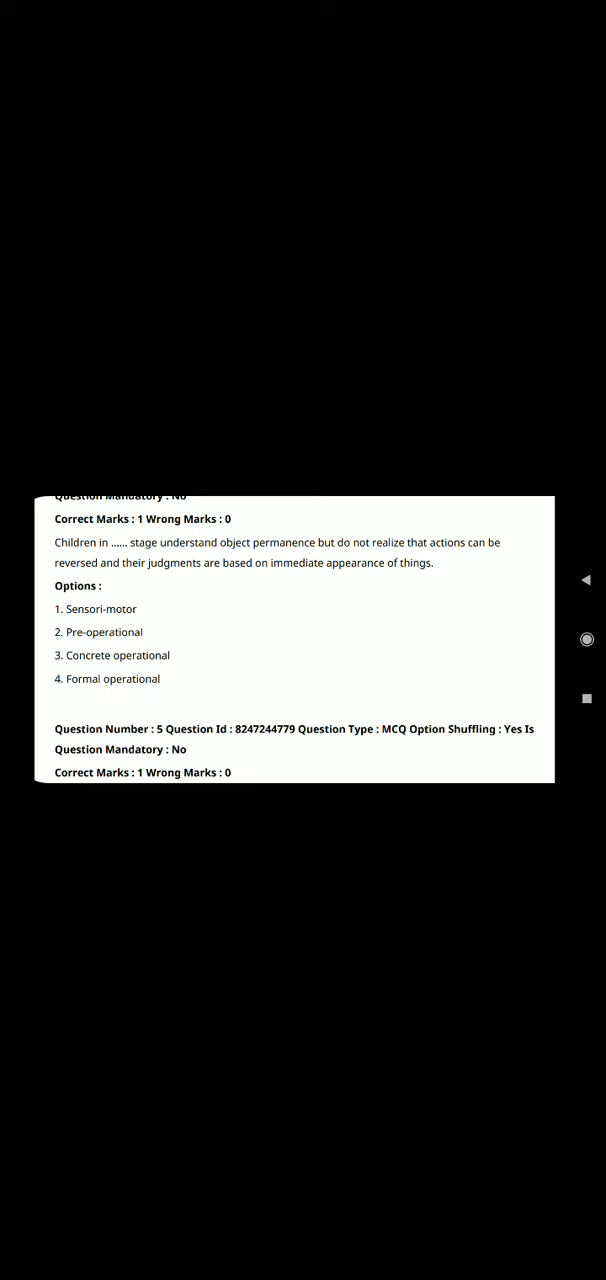 Question Mandatory : No
Correct Marks : 1 Wrong Marks : 0
Children in ...... stage understand object permanence but do not realize that actions can be
reversed and their judgments are based on immediate appearance of things.
Options :
1. Sensori-motor
2. Pre-operational
3. Concrete operational
4. Formal operational
Question Number : 5 Question Id : 8247244779 Question Type : MCQ Option Shuffling : Yes Is
Question Mandatory : No
Correct Marks : 1 Wrong Marks : 0